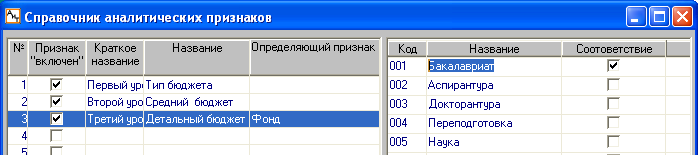 Справочник аналитических признаков
№ Признак "включен" Краткое название Название Определяющий признак
1 Первый уро Тип бюджета
2 Второй уро Средний бюджет
3 Третий уро Детальный бюджет Фонд
4
5
Код Название Соотоветствие
001 Бакалавриат
002 Аспирантура
003 Докторантура
004 Переподготовка
005 Наука